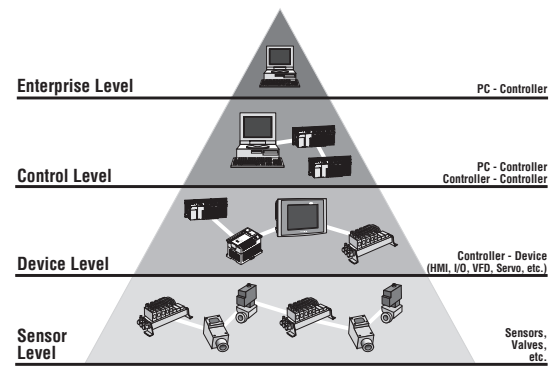 Enterprise Level
PC - Controller
Control Level
PC - Controller
Controller - Controller
Device Level
Controller - Device
(HMI, I/O, VFD, Servo, etc.)
Sensor
Level
Sensors,
Valves,
etc.